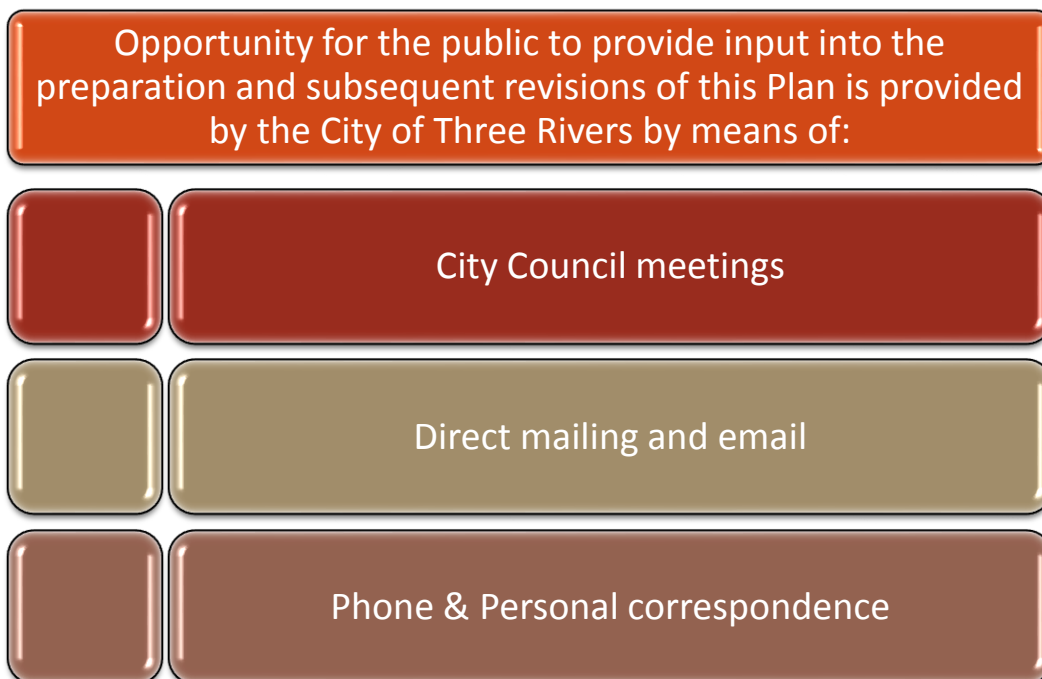 Opportunity for the public to provide input into the
preparation and subsequent revisions of this Plan is provided
by the City of Three Rivers by means of:
City Council meetings
Direct mailing and email
Phone & Personal correspondence